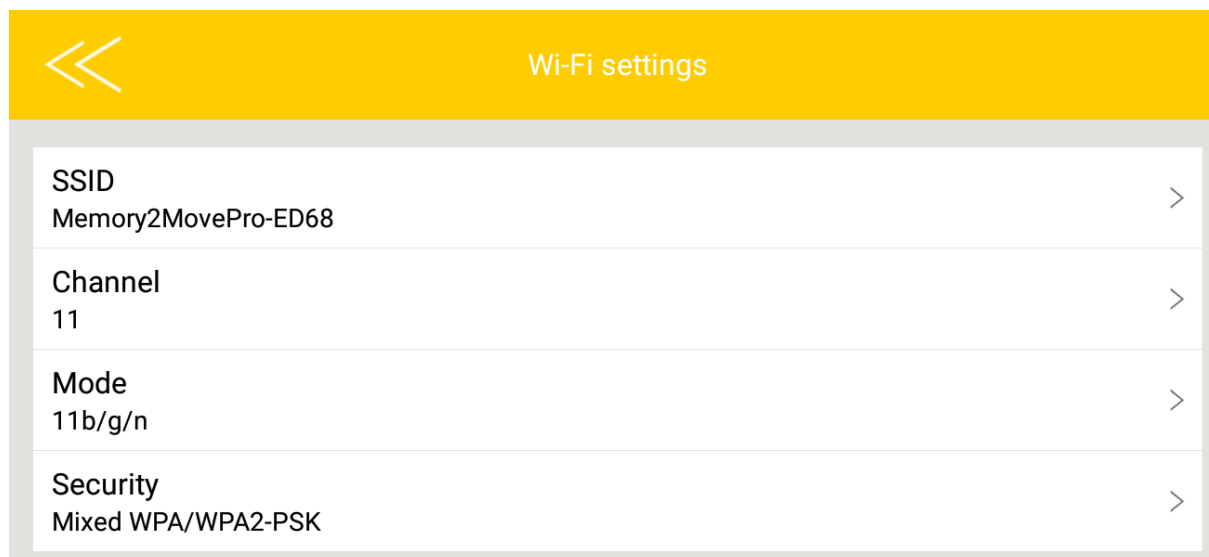 Wi-Fi settings
SSID
Memory2MovePro-ED68
Channel
11
Mode
11b/g/n
Security
Mixed WPA/WPA2-PSK